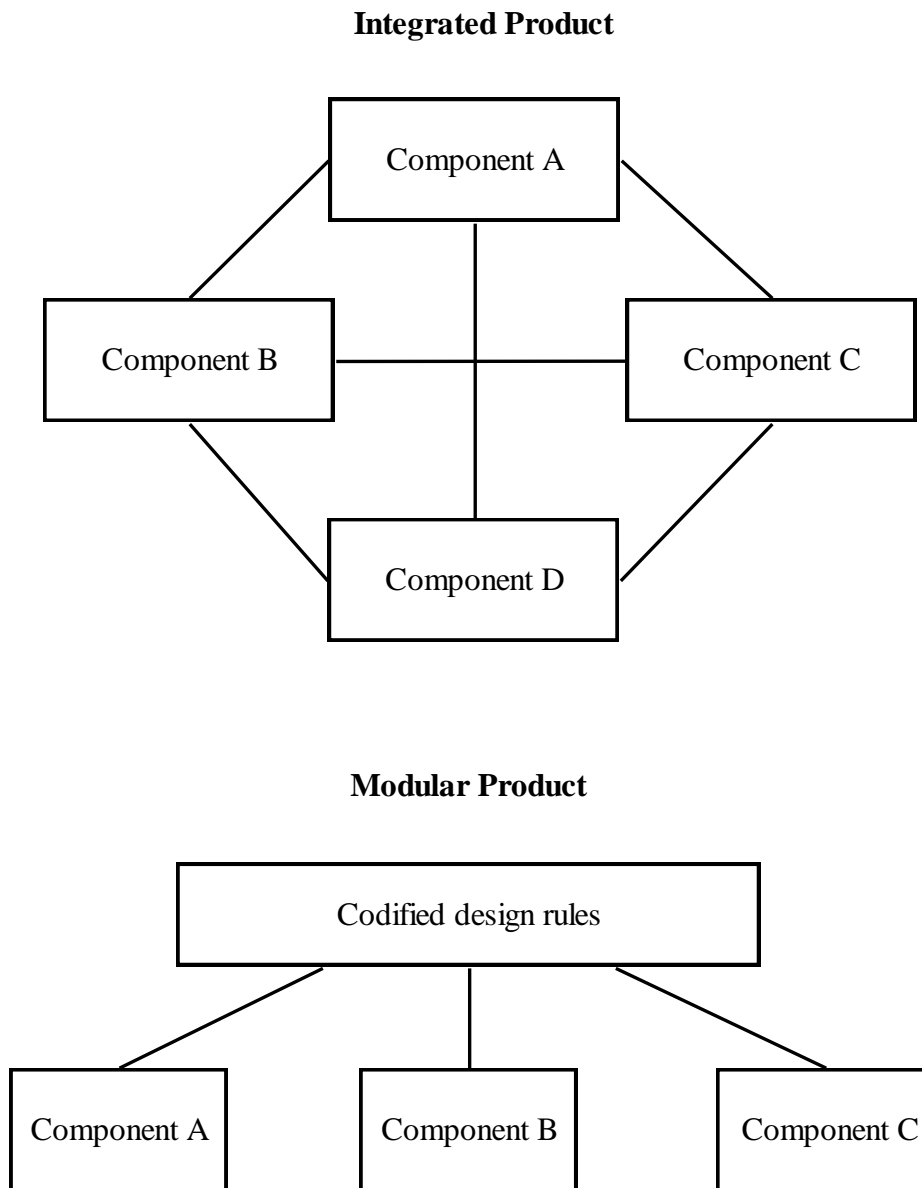 Integrated Product
Component A
Component B
Component C
Component D
Modular Product
Codified design rules
Component A
Component B
Component C